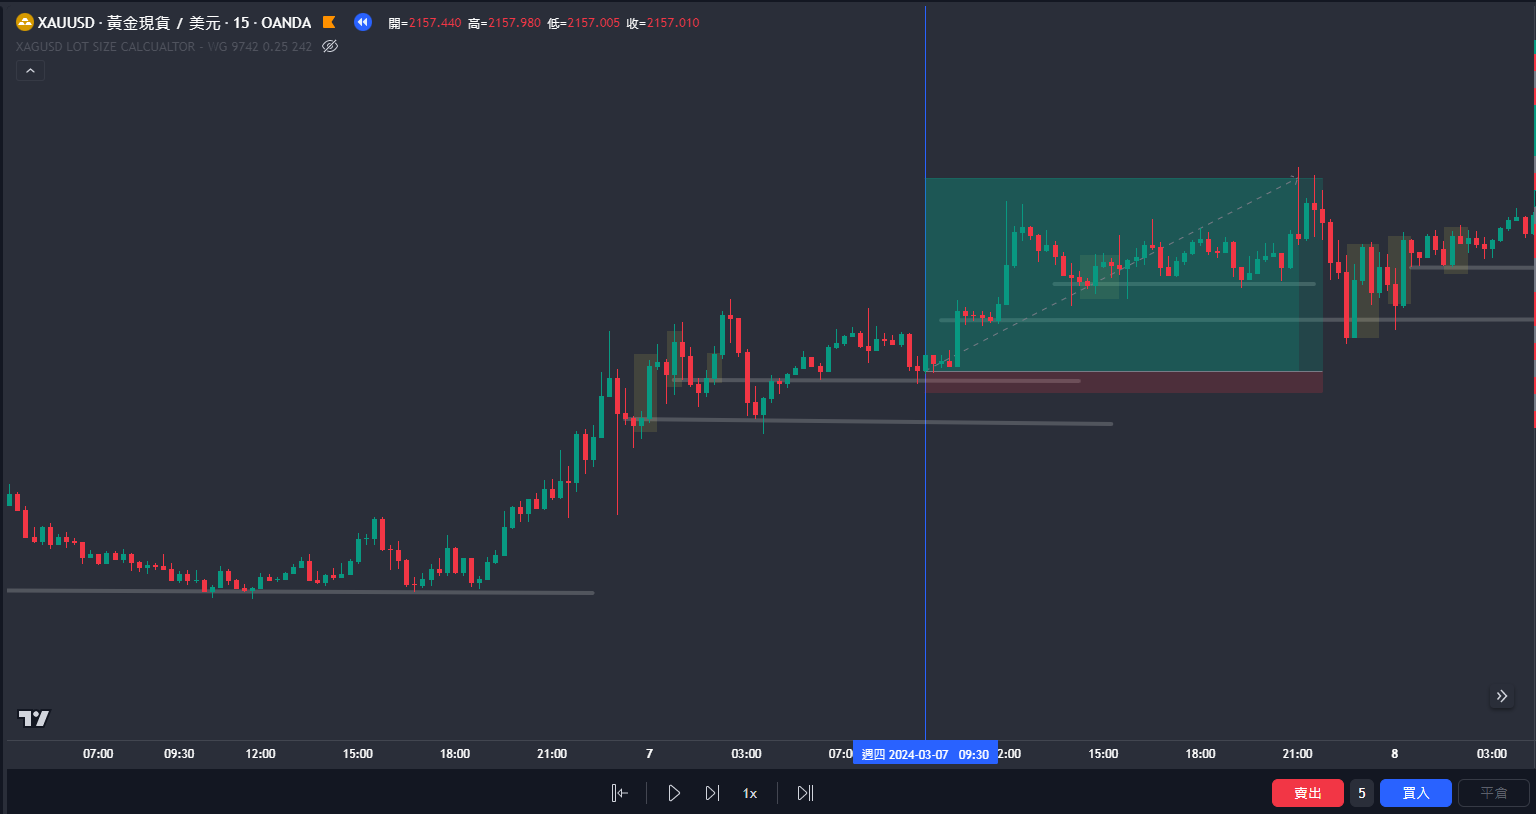 XAUUSD · 黃金現貨 / 美元 · 15 · OANDA 開=2157.440 高=2157.980 低=2157.005 收=2157.010
XAGUSD LOT SIZE CALCUALTOR - WG 9742 0.25 242
07:00 09:30 12:00 15:00 18:00 21:00 7 03:00 07:0 週四 2024-03-07 09:30 2:00 15:00 18:00 21:00 8 03:00
1x 賣出 5 買入 平倉